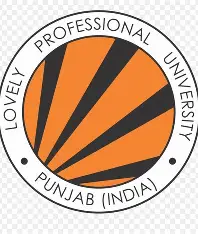 LOVELY PROFESSIONAL UNIVERSITY
PUNJAB (INDIA)